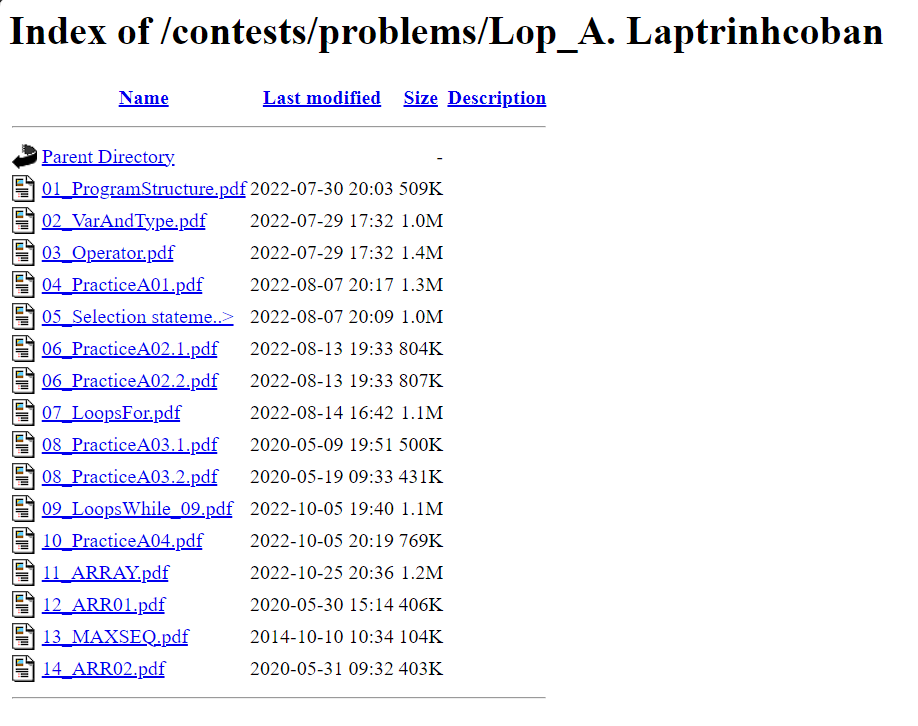 Index of /contests/problems/Lop_A. Laptrinhcoban
Name Last modified Size Description
Parent Directory -
01_ProgramStructure.pdf 2022-07-30 20:03 509K
02_VarAndType.pdf 2022-07-29 17:32 1.0M
03_Operator.pdf 2022-07-29 17:32 1.4M
04_PracticeA01.pdf 2022-08-07 20:17 1.3M
05_Selection stateme..> 2022-08-07 20:09 1.0M
06_PracticeA02.1.pdf 2022-08-13 19:33 804K
06_PracticeA02.2.pdf 2022-08-13 19:33 807K
07_LoopsFor.pdf 2022-08-14 16:42 1.1M
08_PracticeA03.1.pdf 2020-05-09 19:51 500K
08_PracticeA03.2.pdf 2020-05-19 09:33 431K
09_LoopsWhile_09.pdf 2022-10-05 19:40 1.1M
10_PracticeA04.pdf 2022-10-05 20:19 769K
11_ARRAY.pdf 2022-10-25 20:36 1.2M
12_ARR01.pdf 2020-05-30 15:14 406K
13_MAXSEQ.pdf 2014-10-10 10:34 104K
14_ARR02.pdf 2020-05-31 09:32 403K